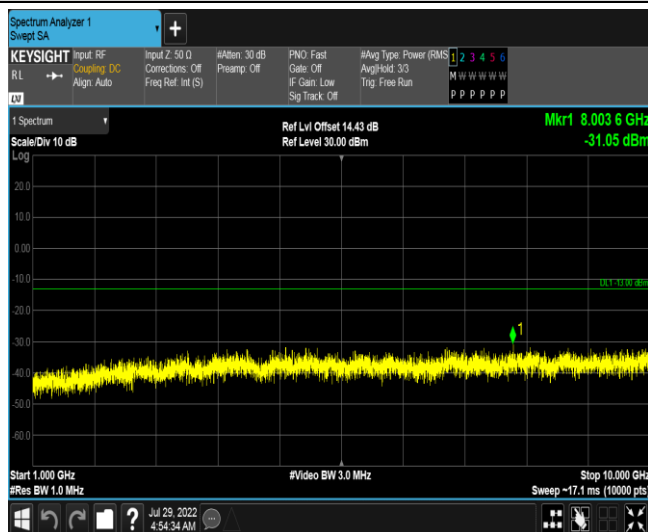 Spectrum Analyzer 1
Swept SA
+
KEYSIGHT
RL
LXI
Input: RF
Coupling: DC
Align: Auto
Input Z: 50 Ω
Corrections: Off
Freq Ref: Int (S)
#Atten: 30 dB
Preamp: Off
PNO: Fast
Gate: Off
IF Gain: Low
Sig Track: Off
#Avg Type: Power (RMS
Avg|Hold: 3/3
Trig: Free Run
1 2 3 4 5 6
M W W W W W
P P P P P P
1 Spectrum
Scale/Div 10 dB
Ref Lvl Offset 14.43 dB
Ref Level 30.00 dBm
Mkr1 8.003 6 GHz
-31.05 dBm
Log
20.0
10.0
0.00
-10.0
DL1 -13.00 dBm
-20.0
-30.0
1
-40.0
-50.0
-60.0
Start 1.000 GHz
#Video BW 3.0 MHz
Stop 10.000 GHz
#Res BW 1.0 MHz
Sweep ~17.1 ms (10000 pts)
?
Jul 29, 2022
4:54:34 AM